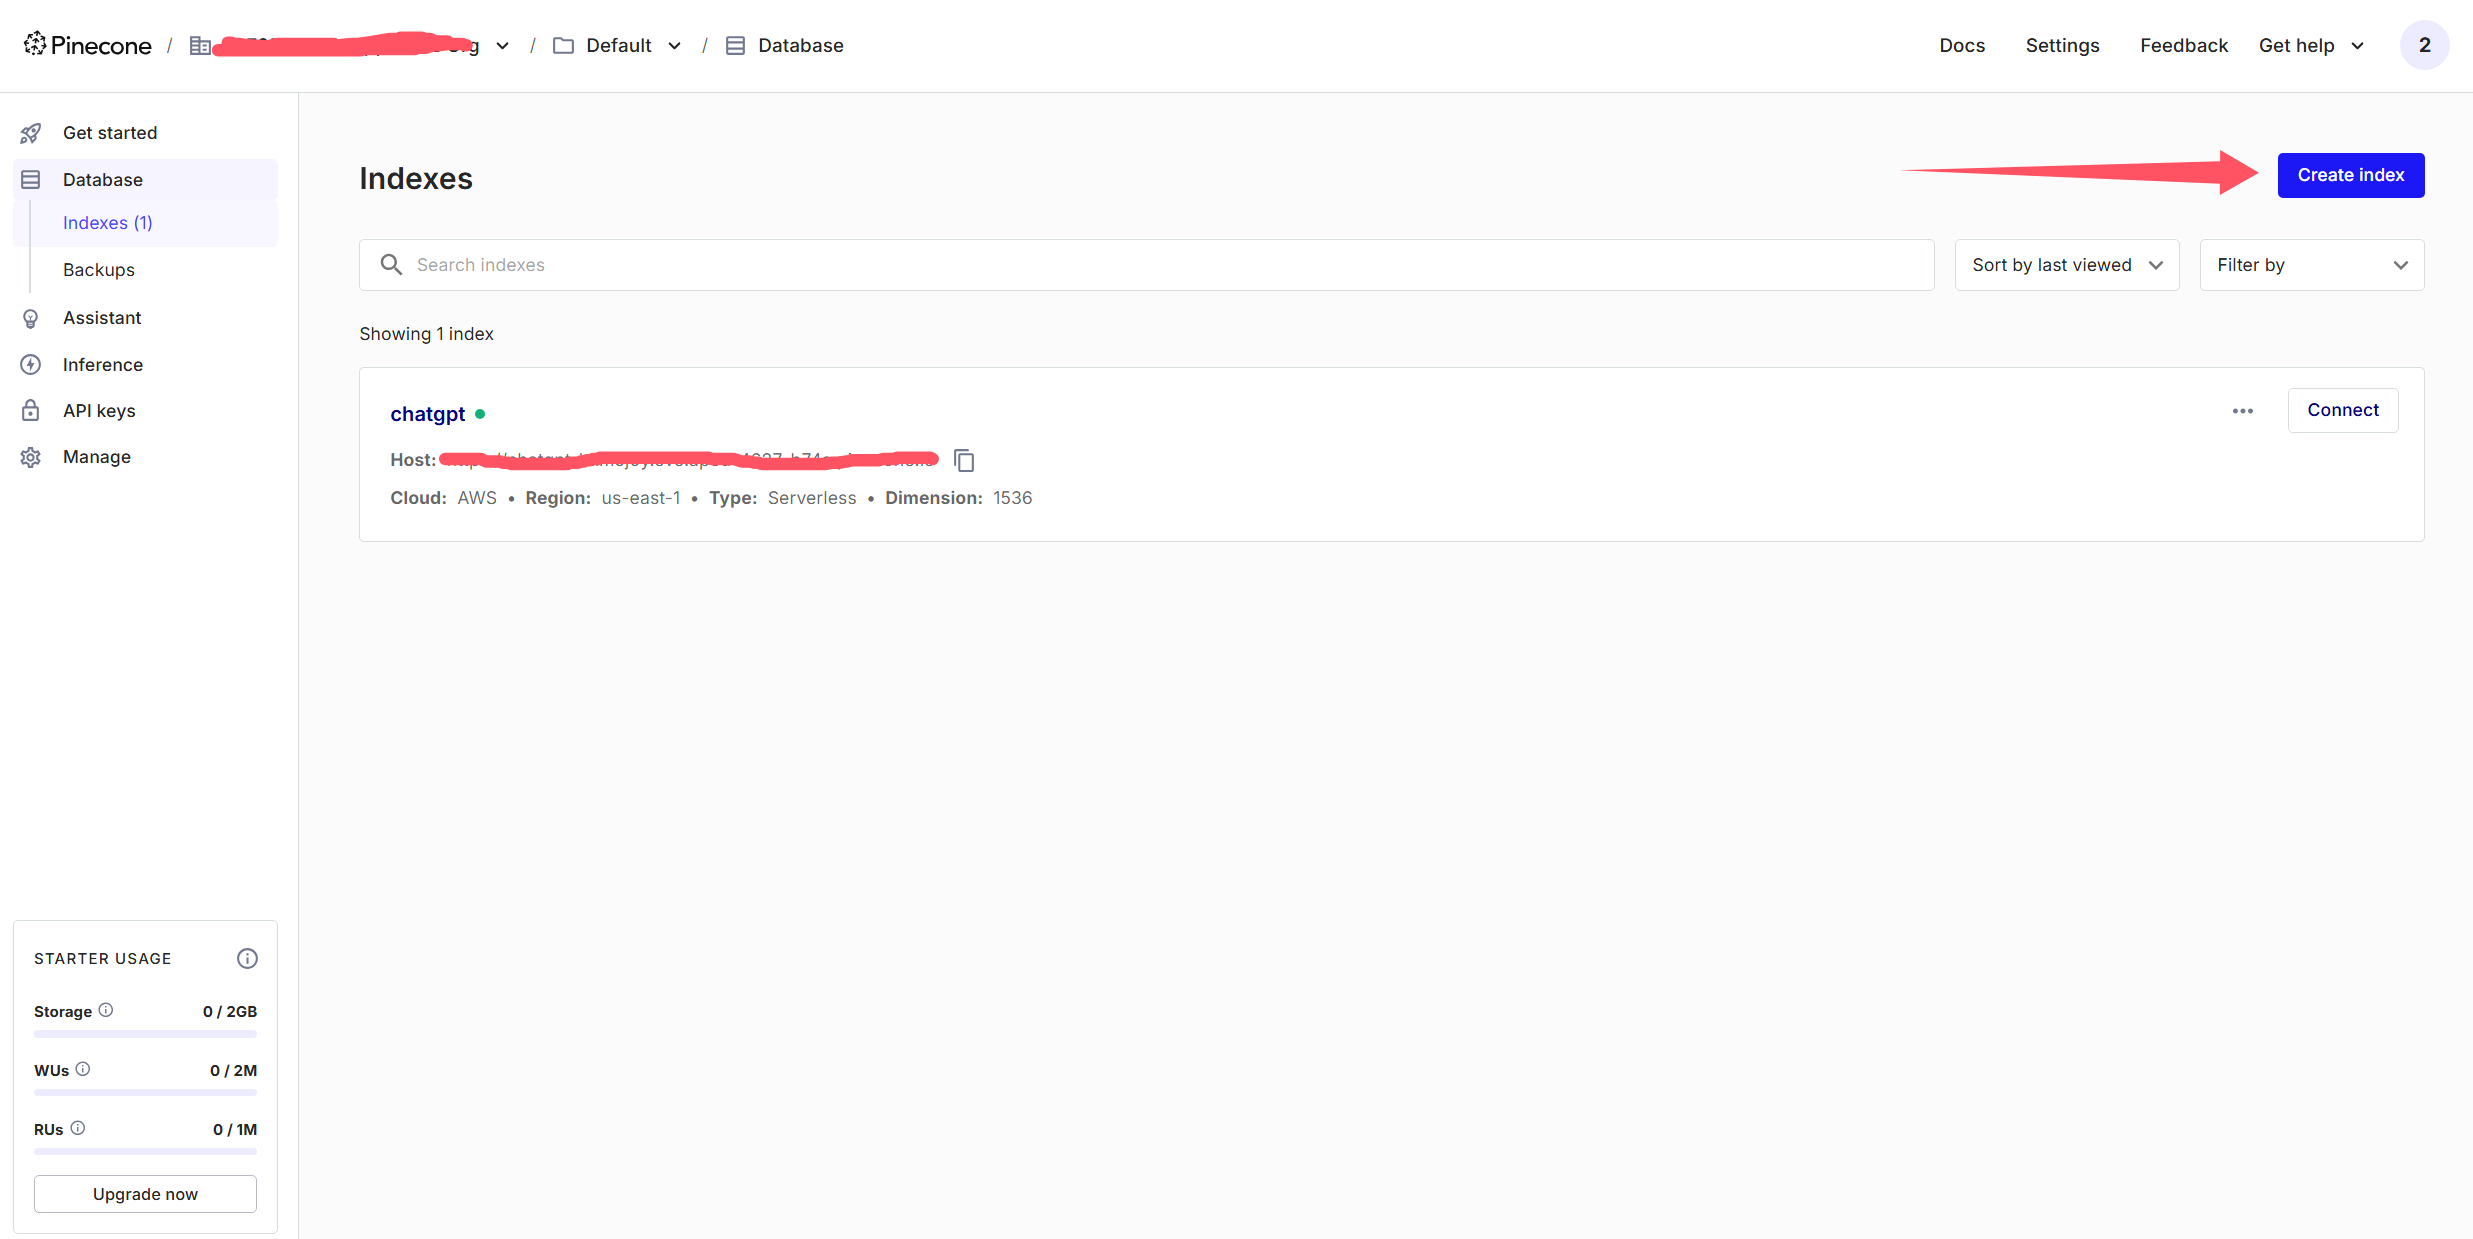 Pinecone / / Default / Database Docs Settings Feedback Get help 2
Get started
Database
Indexes (1)
Backups
Assistant
Inference
API keys
Manage
Indexes
Create index
Search indexes
Sort by last viewed
Filter by
Showing 1 index
chatgpt
Connect
Host:
Cloud: AWS • Region: us-east-1 • Type: Serverless • Dimension: 1536
STARTER USAGE
Storage 0 / 2GB
WUs 0 / 2M
RUs 0 / 1M
Upgrade now